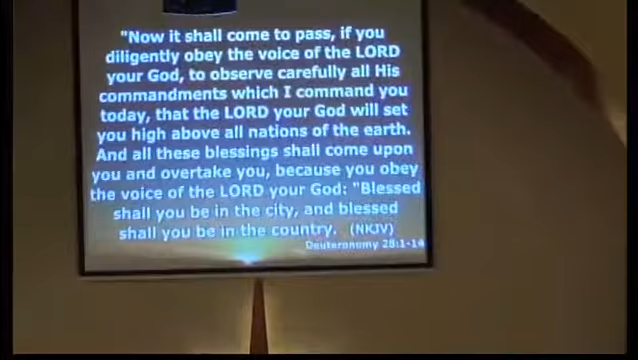 "Now it shall come to pass, if you
diligently obey the voice of the LORD
your God, to observe carefully all His
commandments which I command you
today, that the LORD your God will set
you high above all nations of the earth.
And all these blessings shall come upon
you and overtake you, because you obey
the voice of the LORD your God: "Blessed
shall you be in the city, and blessed
shall you be in the country. (NKJV)
Deuteronomy 28:1-14